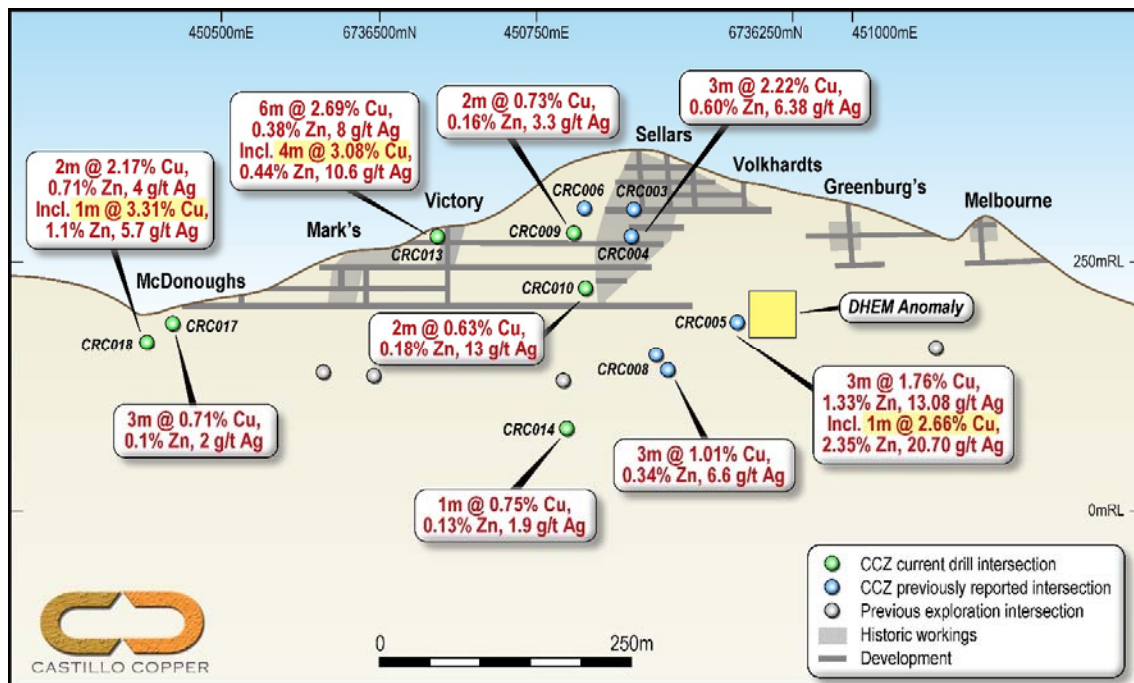 450500mE
6736500mN
450750mE
6736250mN
451000mE
6m @ 2.69% Cu,
0.38% Zn, 8 g/t Ag
Incl. 4m @ 3.08% Cu,
0.44% Zn, 10.6 g/t Ag
2m @ 0.73% Cu,
0.16% Zn, 3.3 g/t Ag
3m @ 2.22% Cu,
0.60% Zn, 6.38 g/t Ag
2m @ 2.17% Cu,
0.71% Zn, 4 g/t Ag
Incl. 1m @ 3.31% Cu,
1.1% Zn, 5.7 g/t Ag
Sellars
Volkhardts
Greenburg's
Melbourne
Victory
Mark's
McDonoughs
CRC006
CRC003
CRC009
CRC004
CRC013
250mRL
CRC010
DHEM Anomaly
CRC017
CRC005
CRC018
2m @ 0.63% Cu,
0.18% Zn, 13 g/t Ag
CRC008
3m @ 1.76% Cu,
1.33% Zn, 13.08 g/t Ag
Incl. 1m @ 2.66% Cu,
2.35% Zn, 20.70 g/t Ag
3m @ 0.71% Cu,
0.1% Zn, 2 g/t Ag
CRC014
3m @ 1.01% Cu,
0.34% Zn, 6.6 g/t Ag
1m @ 0.75% Cu,
0.13% Zn, 1.9 g/t Ag
0mRL
CCZ current drill intersection
CCZ previously reported intersection
Previous exploration intersection
Historic workings
Development
CASTILLO COPPER
0
250m